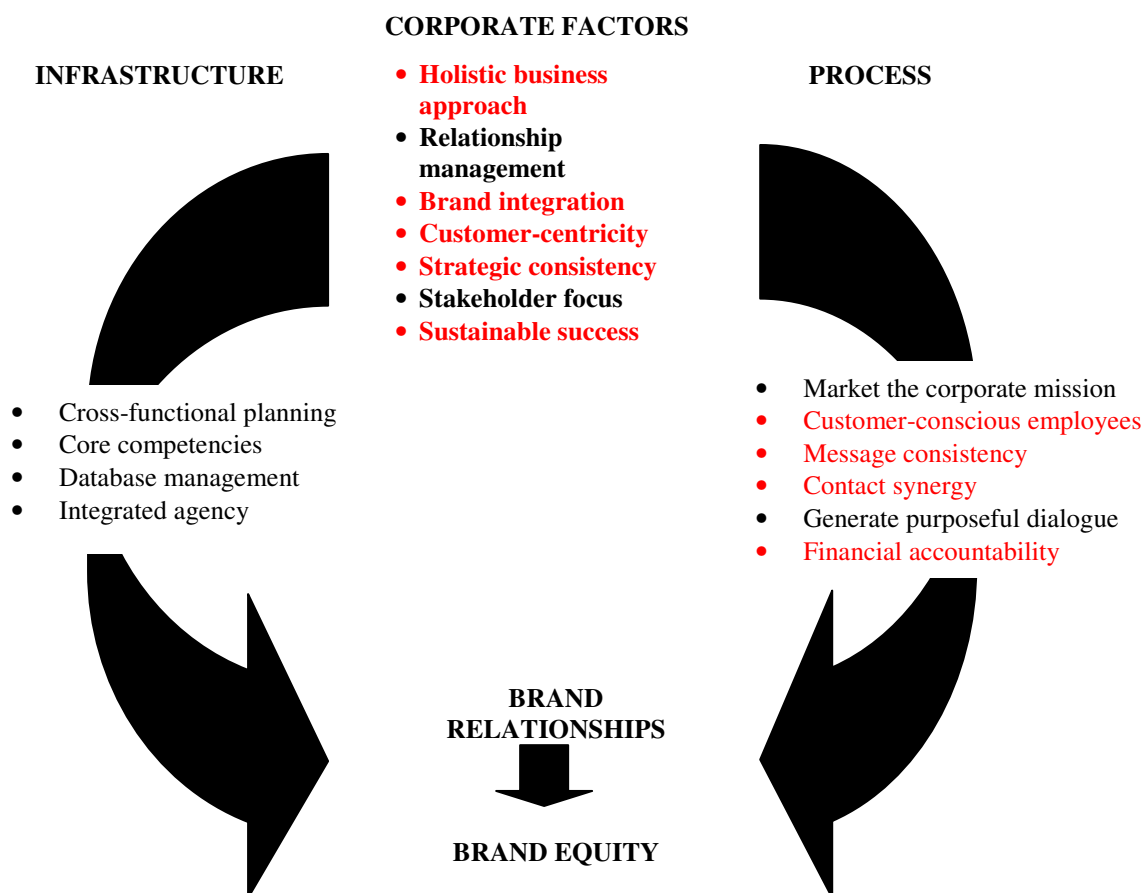 CORPORATE FACTORS
INFRASTRUCTURE
PROCESS
• Holistic business
approach
• Relationship
management
• Brand integration
• Customer-centricity
• Strategic consistency
• Stakeholder focus
• Sustainable success
• Cross-functional planning
• Core competencies
• Database management
• Integrated agency
• Market the corporate mission
• Customer-conscious employees
• Message consistency
• Contact synergy
• Generate purposeful dialogue
• Financial accountability
BRAND
RELATIONSHIPS
BRAND EQUITY